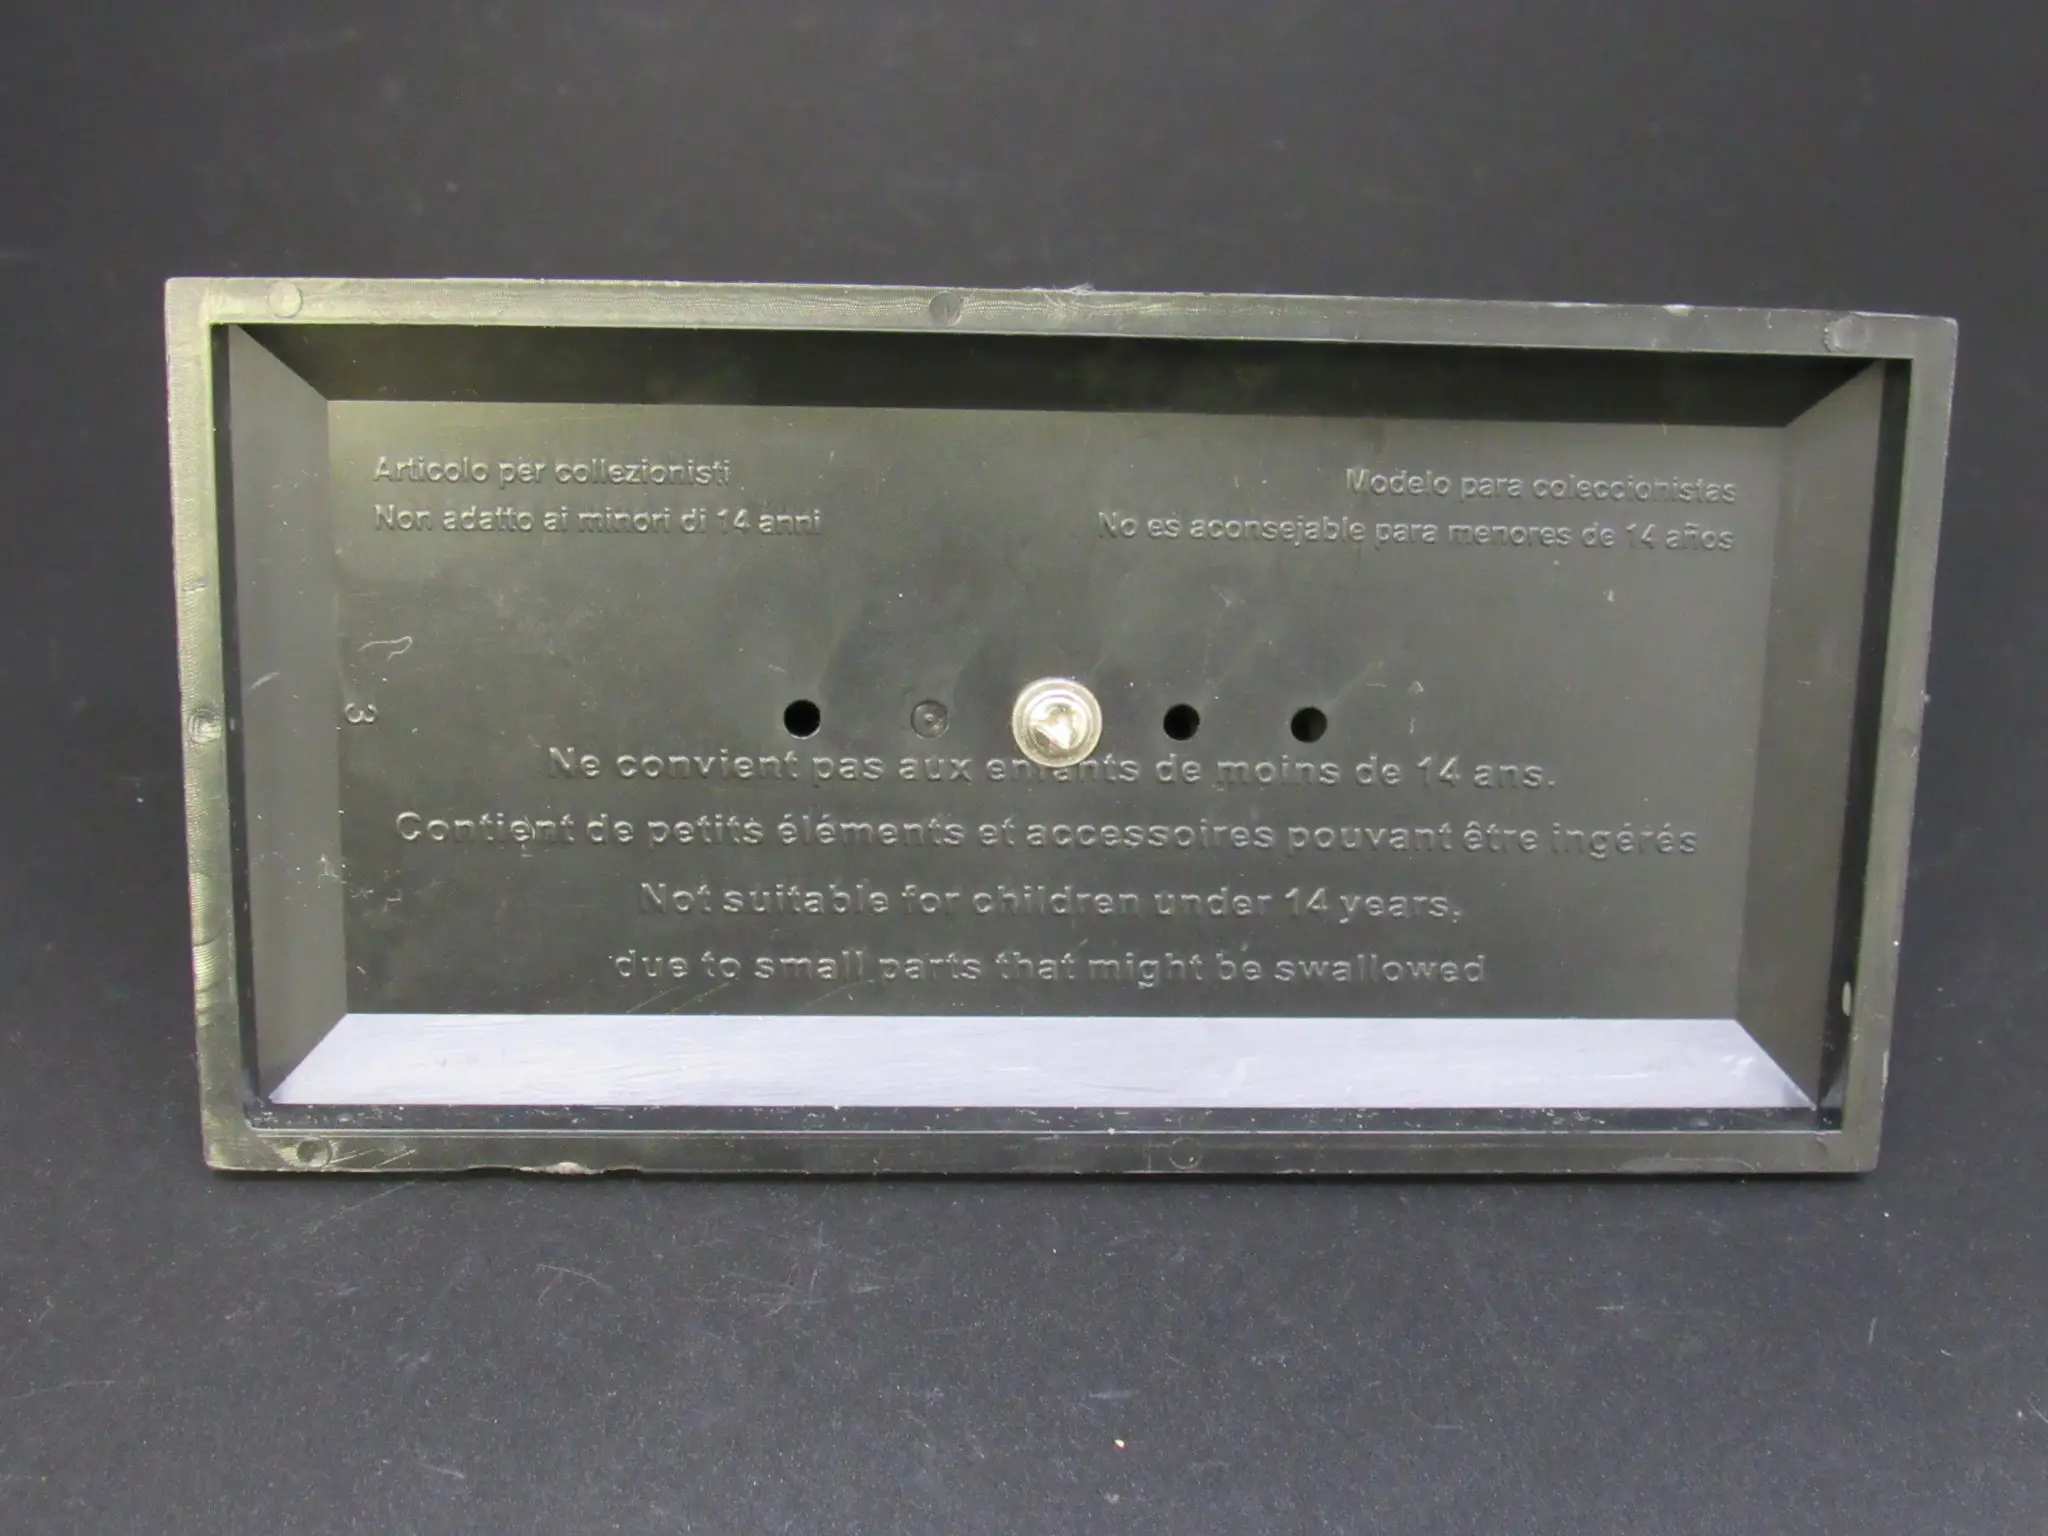 Articolo per collezionisti
Non adatto ai minori di 14 anni
Modelo para coleccionistas
No es aconsejable para menores de 14 años
3
Ne convient pas aux enfants de moins de 14 ans.
Contient de petits éléments et accessoires pouvant être ingérés
Not suitable for children under 14 years,
due to small parts that might be swallowed